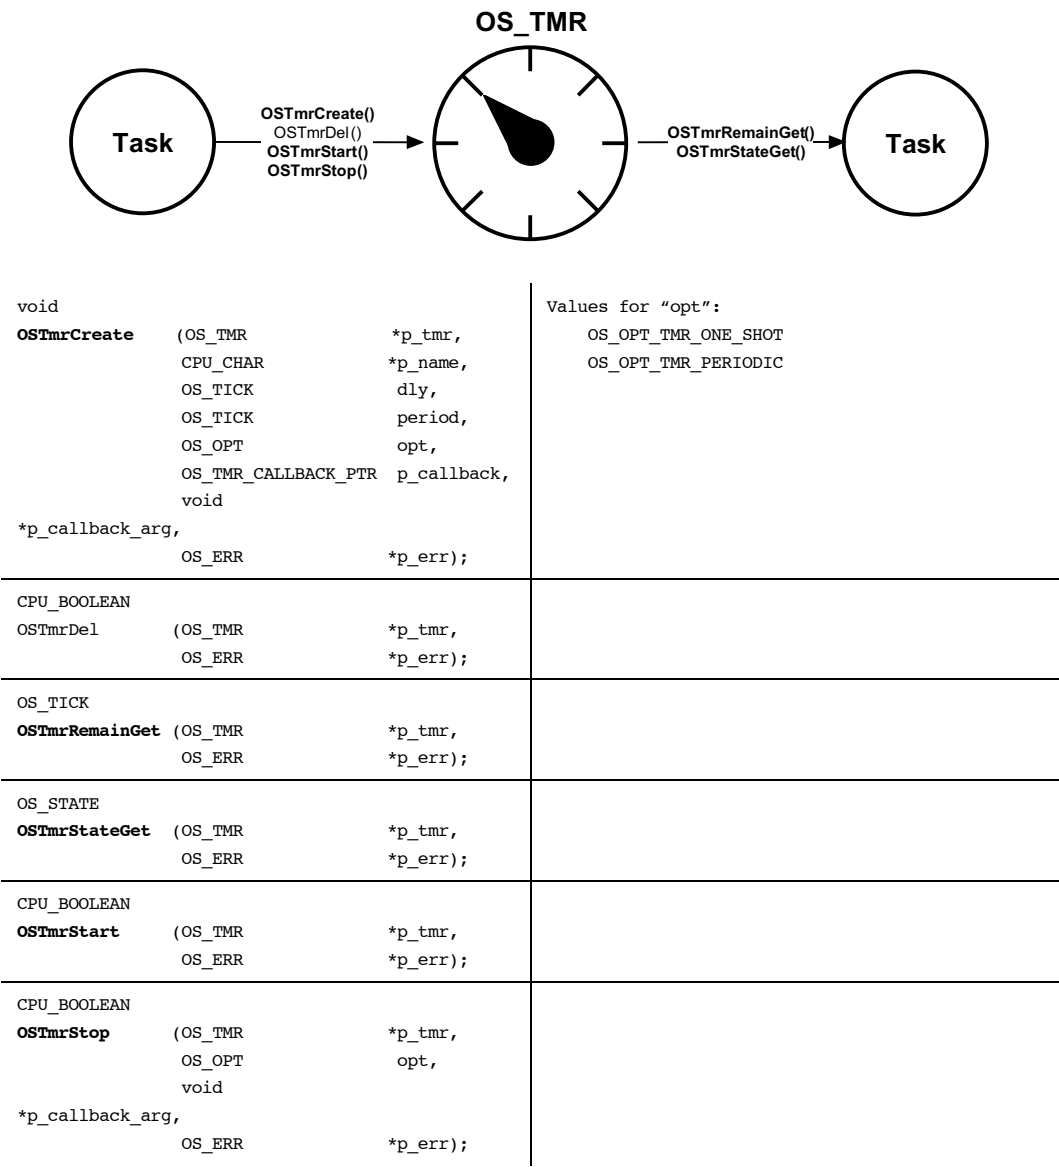 OS_TMR
Task
OSTmrCreate()
OSTmrDel()
OSTmrStart()
OSTmrStop()
OSTmrRemainGet()
OSTmrStateGet()
Task
void
OSTmrCreate (OS_TMR *p_tmr,
CPU_CHAR *p_name,
OS_TICK dly,
OS_TICK period,
OS_OPT opt,
OS_TMR_CALLBACK_PTR p_callback,
void
*p_callback_arg,
OS_ERR *p_err);
Values for “opt”:
OS_OPT_TMR_ONE_SHOT
OS_OPT_TMR_PERIODIC
CPU_BOOLEAN
OSTmrDel (OS_TMR *p_tmr,
OS_ERR *p_err);
OS_TICK
OSTmrRemainGet (OS_TMR *p_tmr,
OS_ERR *p_err);
OS_STATE
OSTmrStateGet (OS_TMR *p_tmr,
OS_ERR *p_err);
CPU_BOOLEAN
OSTmrStart (OS_TMR *p_tmr,
OS_ERR *p_err);
CPU_BOOLEAN
OSTmrStop (OS_TMR *p_tmr,
OS_OPT opt,
void
*p_callback_arg,
OS_ERR *p_err);